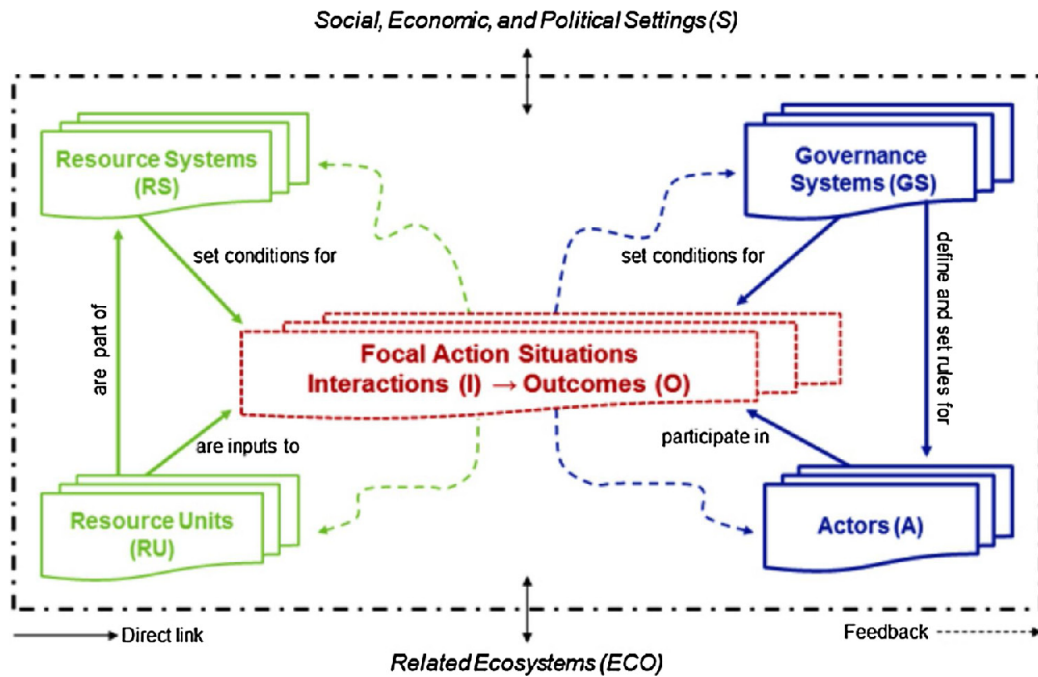 Social, Economic, and Political Settings (S)
Resource Systems
(RS)
Governance
Systems (GS)
set conditions for
set conditions for
are part of
define and set rules for
Focal Action Situations
Interactions (I) → Outcomes (O)
are inputs to
participate in
Resource Units
(RU)
Actors (A)
Direct link
Feedback
Related Ecosystems (ECO)